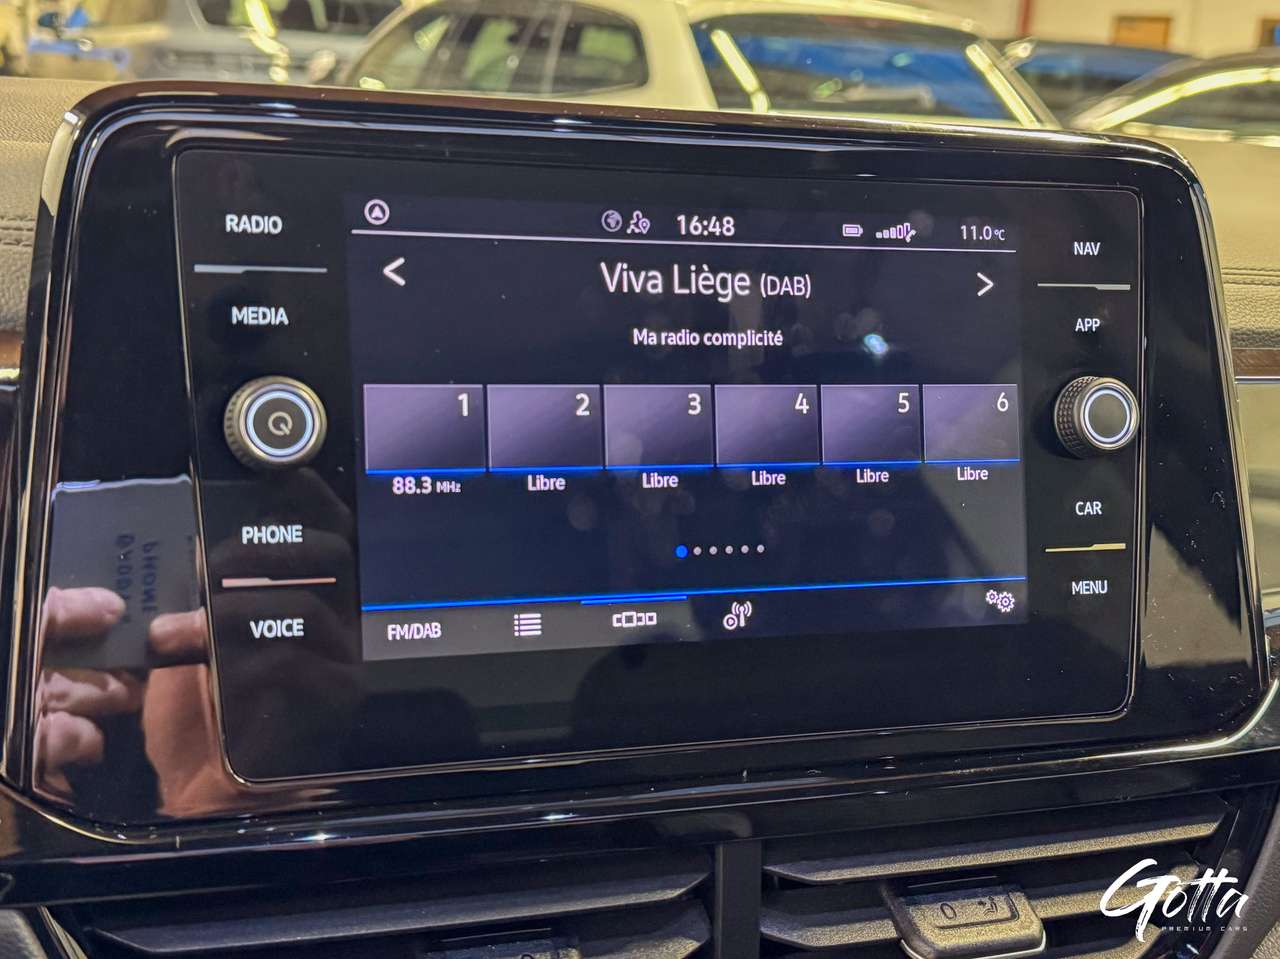 RADIO
MEDIA
PHONE
VOICE
16:48
11.0°C
Viva Liège (DAB)
Ma radio complicité
1
2
3
4
5
6
88.3 MHz
Libre
Libre
Libre
Libre
Libre
FM/DAB
NAV
APP
CAR
MENU
0
Gotta
PREMIUM CARS